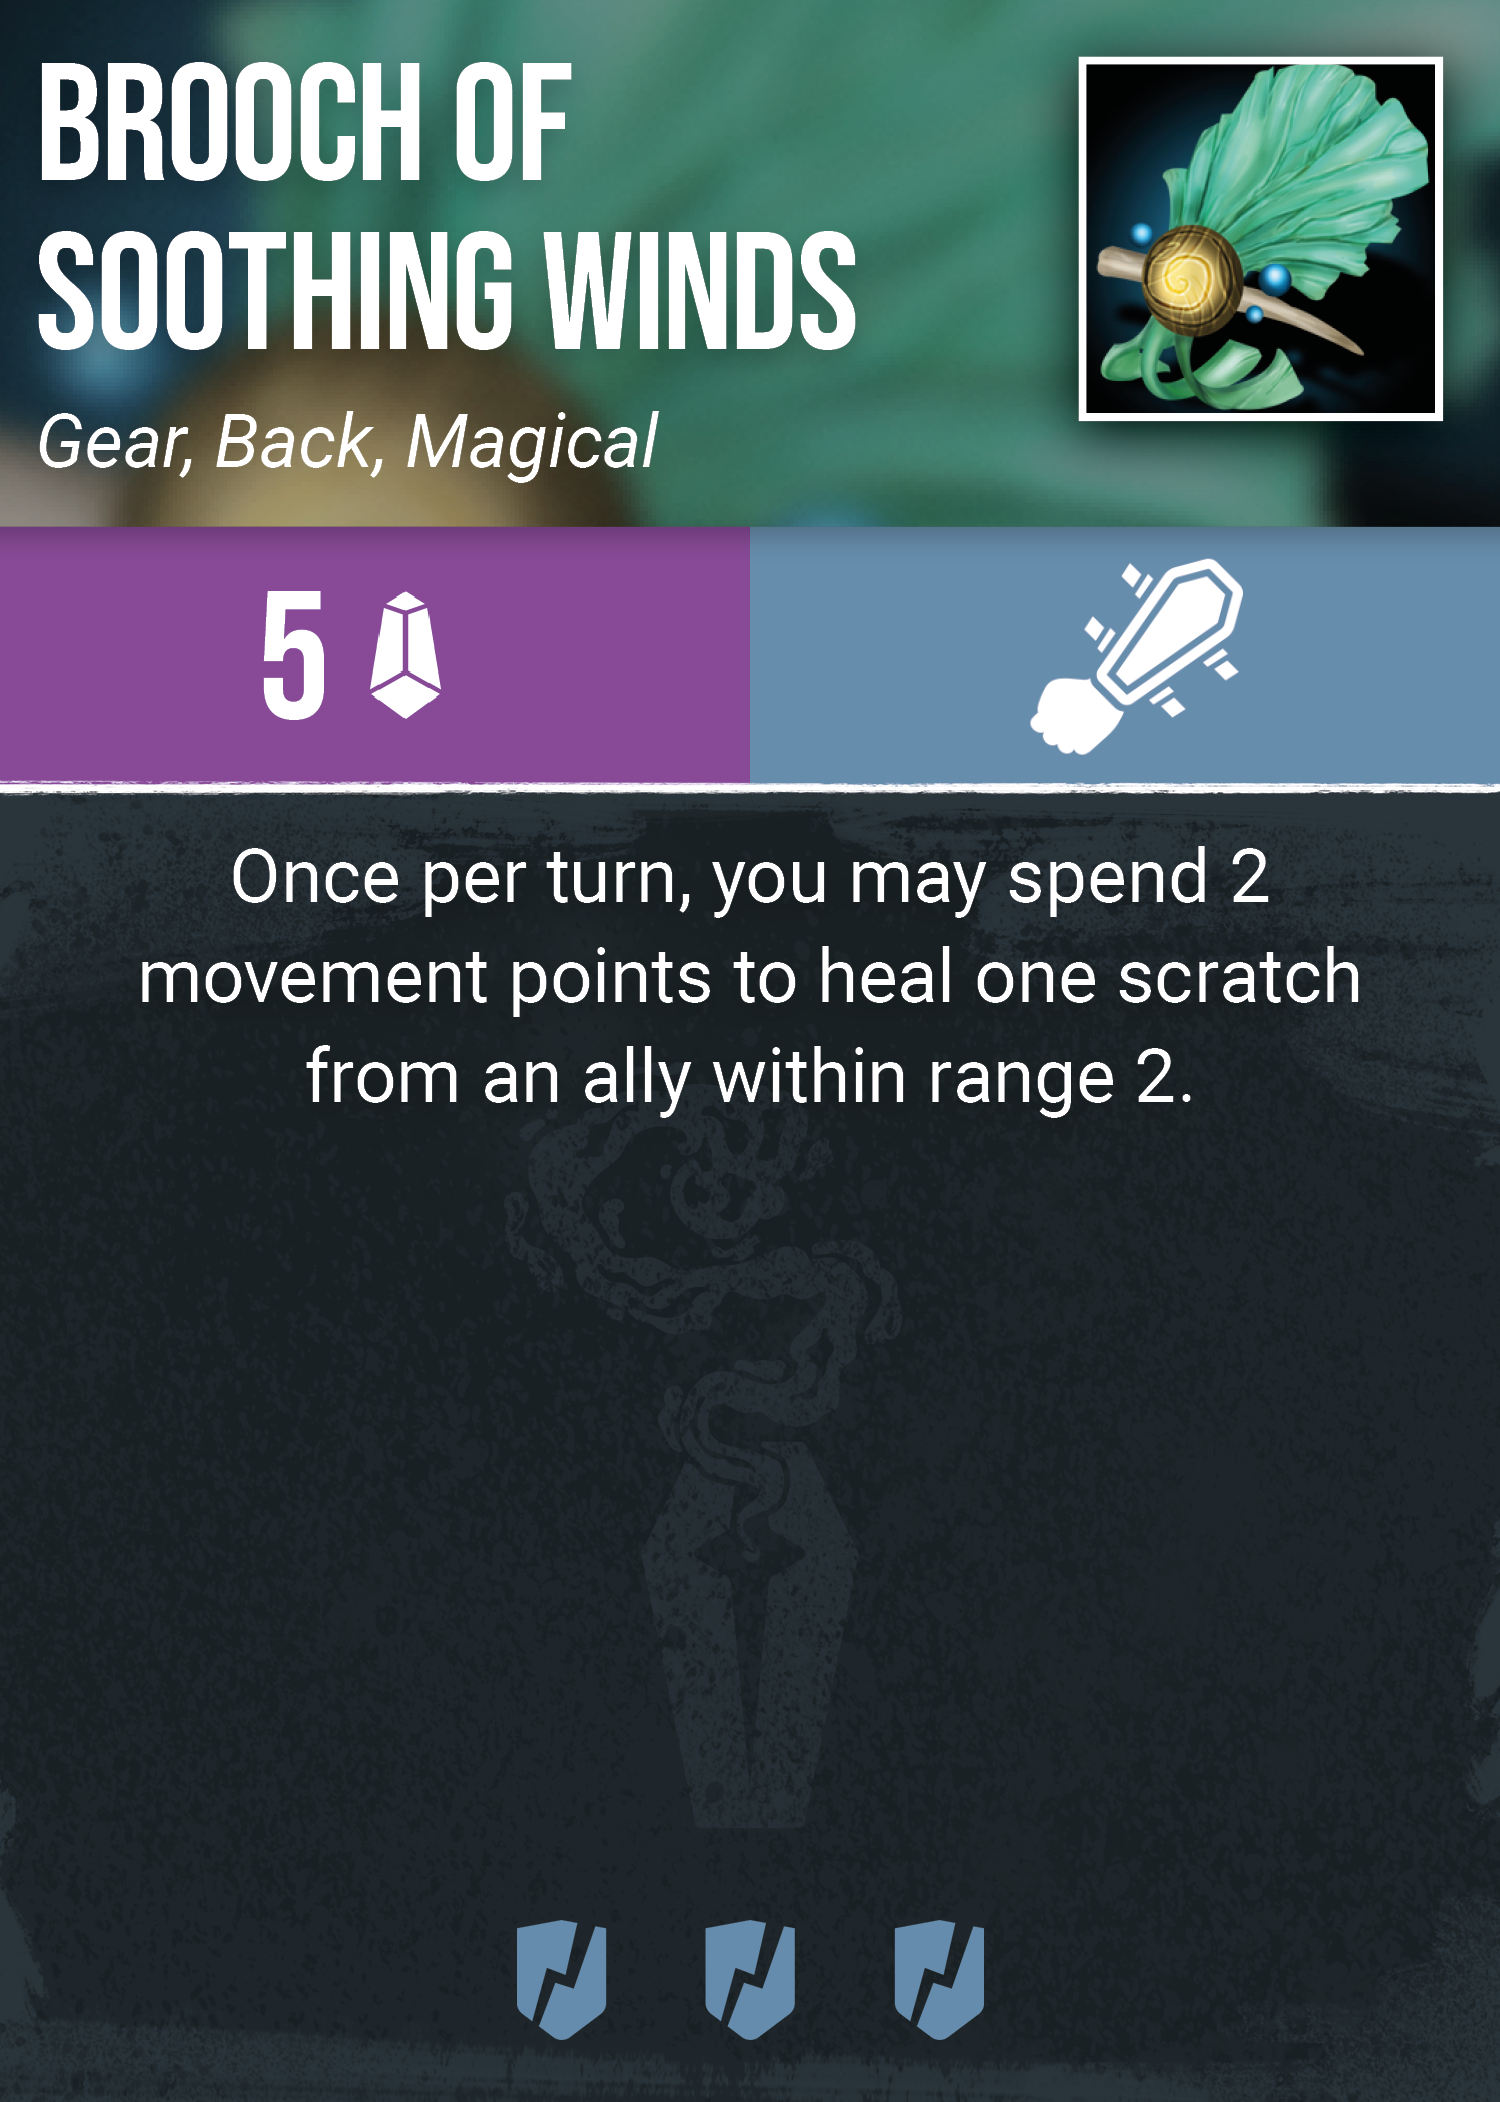 BROOCH OF
SOOTHING WINDS
Gear, Back, Magical
5
Once per turn, you may spend 2
movement points to heal one scratch
from an ally within range 2.